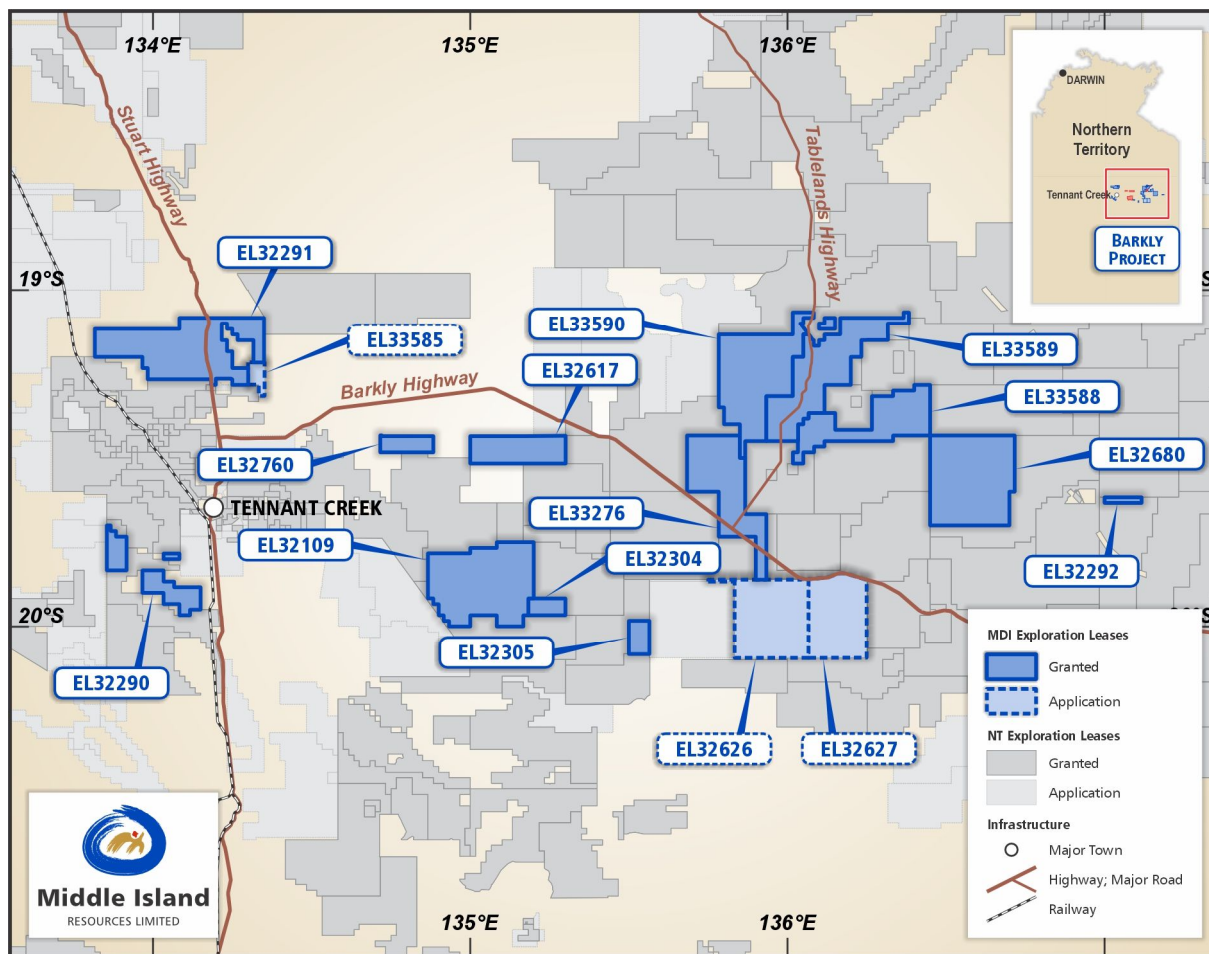 134°E
135°E
136°E
DARWIN
Northern
Territory
Tennant Creek
BARKLY
PROJECT
Stuart Highway
Tablelands Highway
EL32291
19°S
EL33590
EL33585
EL33589
EL32617
Barkly Highway
EL33588
EL32760
EL32680
TENNANT CREEK
EL33276
EL32109
EL32304
EL32292
20°S
EL32305
EL32290
EL32626
EL32627
MDI Exploration Leases
Granted
Application
NT Exploration Leases
Granted
Application
Infrastructure
Major Town
Highway; Major Road
Railway
Middle Island
RESOURCES LIMITED
135°E
136°E